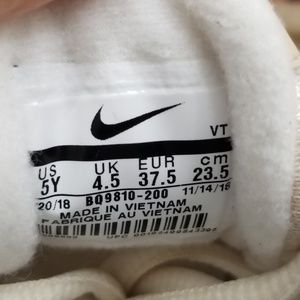 VT
US UK EUR cm
5Y 4.5 37.5 23.5
20/18 BQ9810-200 11/14/18
MADE IN VIETNAM
FABRIQUE AU VIETNAM
UPC